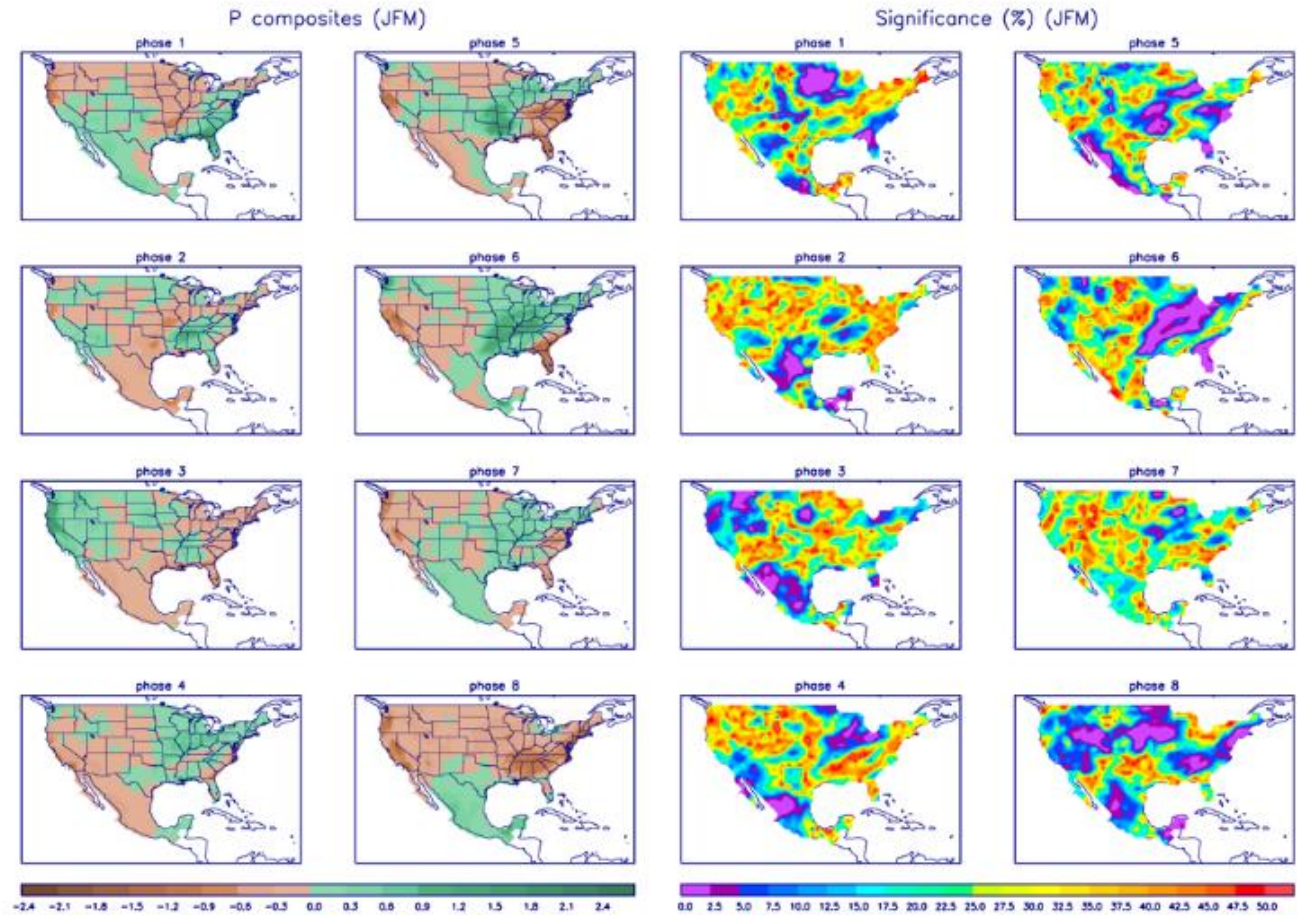 P composites (JFM)
Significance (%) (JFM)
phase 1
phase 5
phase 1
phase 5
phase 2
phase 6
phase 2
phase 6
phase 3
phase 7
phase 3
phase 7
phase 4
phase 8
phase 4
phase 8
−2.4 −2.1 −1.8 −1.5 −1.2 −0.9 −0.6 −0.3 0.0 0.3 0.6 0.9 1.2 1.5 1.8 2.1 2.4
0.0 2.5 5.0 7.5 10.0 12.5 15.0 17.5 20.0 22.5 25.0 27.5 30.0 32.5 35.0 37.5 40.0 42.5 45.0 47.5 50.0